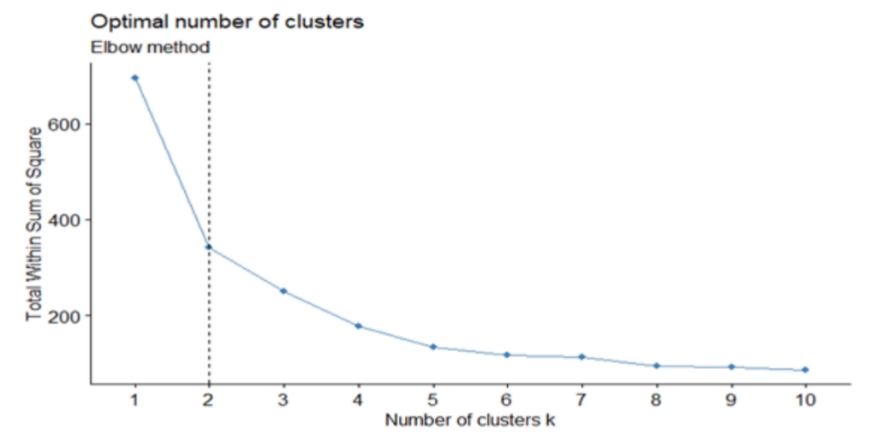 Optimal number of clusters
Elbow method
Total Within Sum of Square
600
400
200
1 2 3 4 5 6 7 8 9 10
Number of clusters k